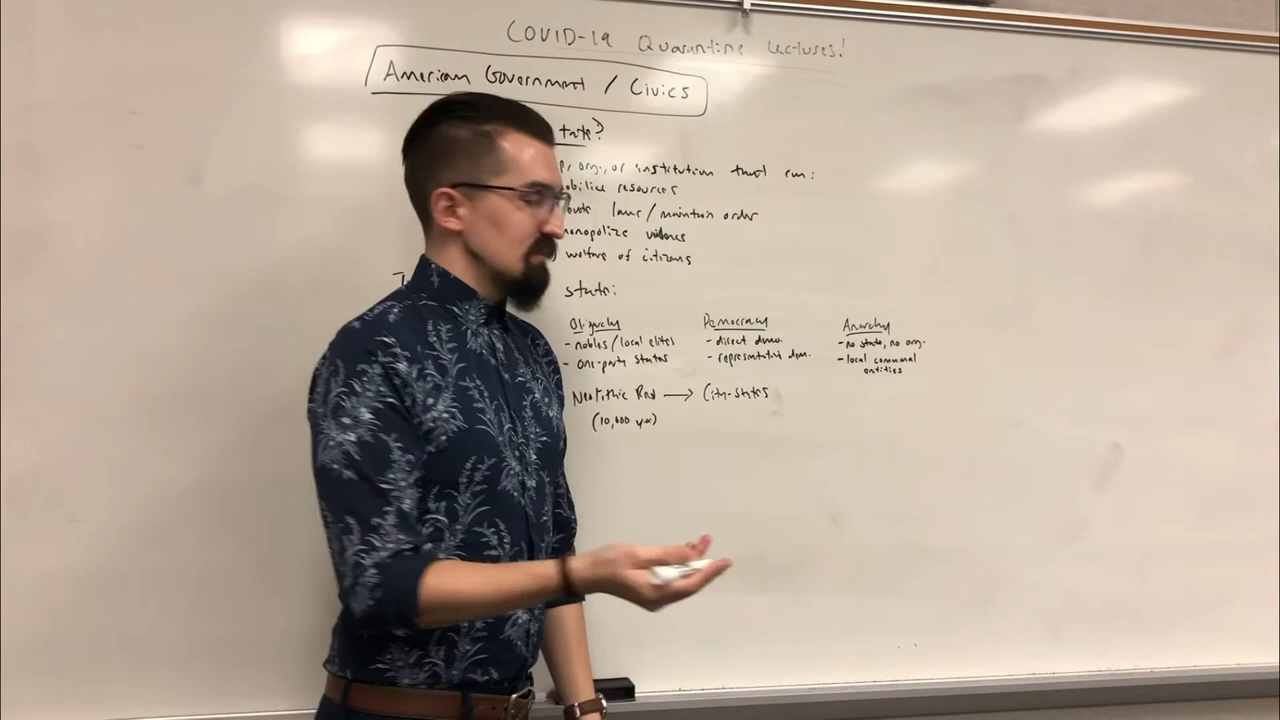 COVID-19 Quarantine Lectures!
American Government / Civics
tate?
p, org., or institution that can:
obilize resources
laws/maintain order
monopolize violence
welfare of citizens
state:
Oligarchy
- nobles/local elites
- one-party states
Democracy
- direct demo.
- representative dem.
Anarchy
- no state, no org.
- local communal
entities
Neolithic Rev → City-States
(10,000